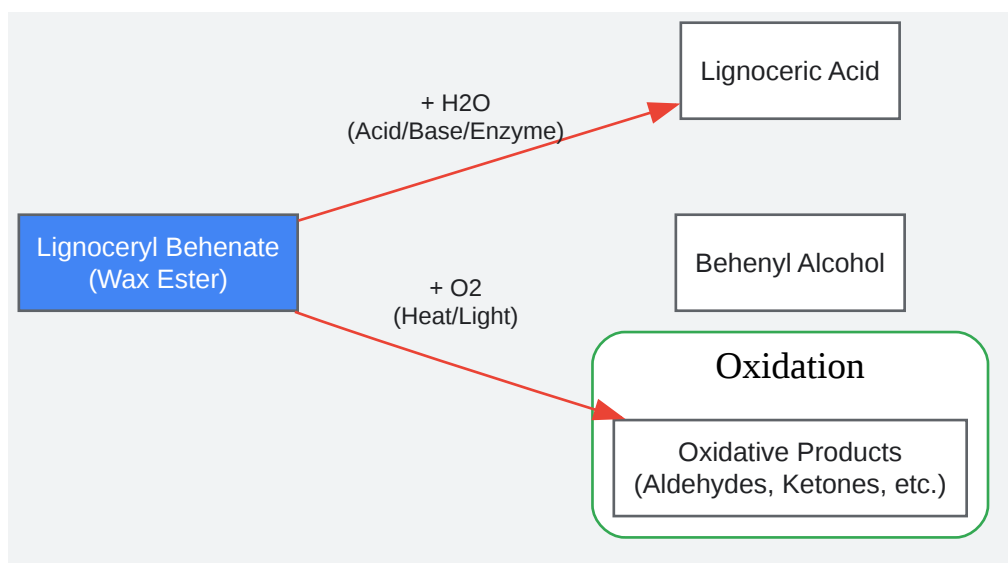 Lignoceric Acid
+ H2O
(Acid/Base/Enzyme)
Lignoceryl Behenate
(Wax Ester)
Behenyl Alcohol
+ O2
(Heat/Light)
Oxidation
Oxidative Products
(Aldehydes, Ketones, etc.)